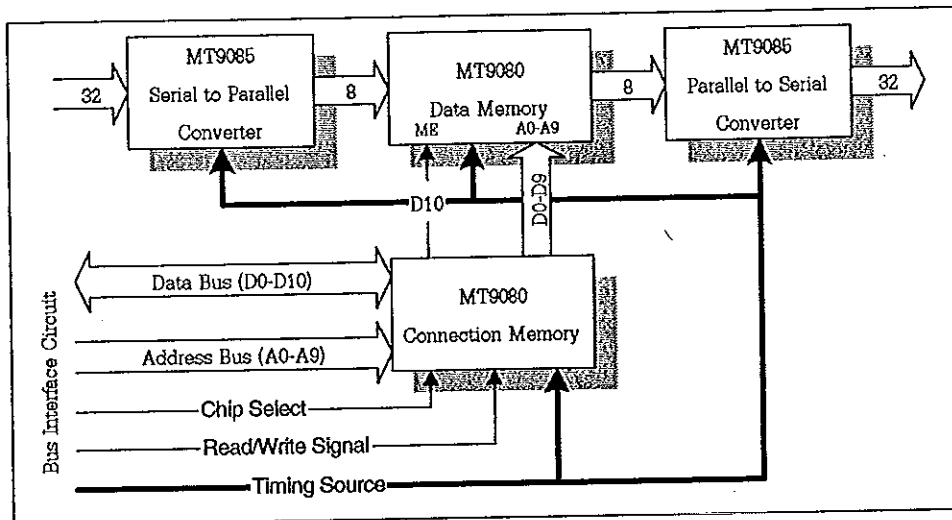 MT9085
Serial to Parallel
Converter
MT9080
Data Memory
ME A0-A9
MT9085
Parallel to Serial
Converter
32
8
8
32
D10
D0-D9
MT9080
Connection Memory
Bus Interface Circuit
Data Bus (D0-D10)
Address Bus (A0-A9)
Chip Select
Read/Write Signal
Timing Source